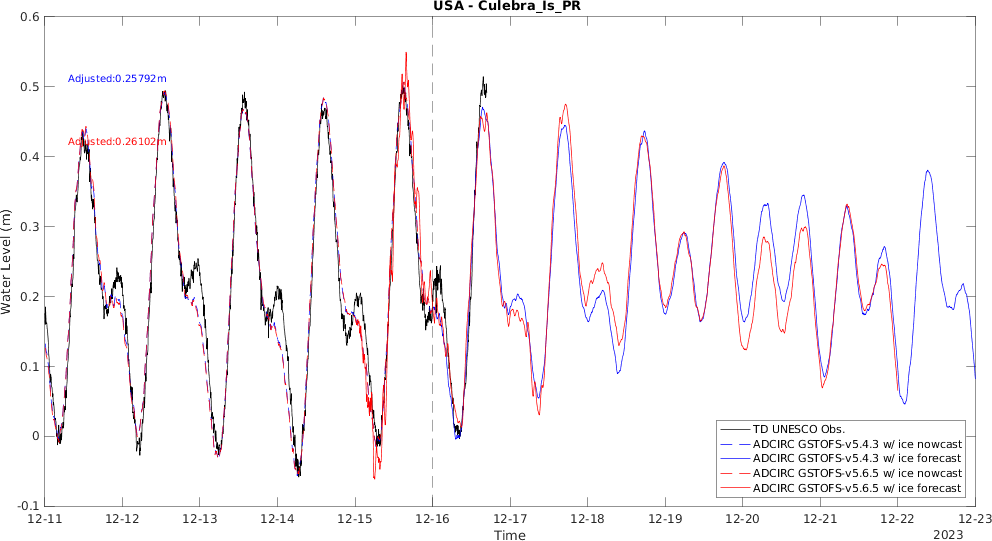 USA - Culebra_Is_PR
0.6
0.5
0.4
0.3
0.2
0.1
0
-0.1
Water Level (m)
Adjusted:0.25792m
Adjusted:0.26102m
TD UNESCO Obs.
ADCIRC GSTOFS-v5.4.3 w/ ice nowcast
ADCIRC GSTOFS-v5.4.3 w/ ice forecast
ADCIRC GSTOFS-v5.6.5 w/ ice nowcast
ADCIRC GSTOFS-v5.6.5 w/ ice forecast
12-11 12-12 12-13 12-14 12-15 12-16 12-17 12-18 12-19 12-20 12-21 12-22 12-23
Time
2023